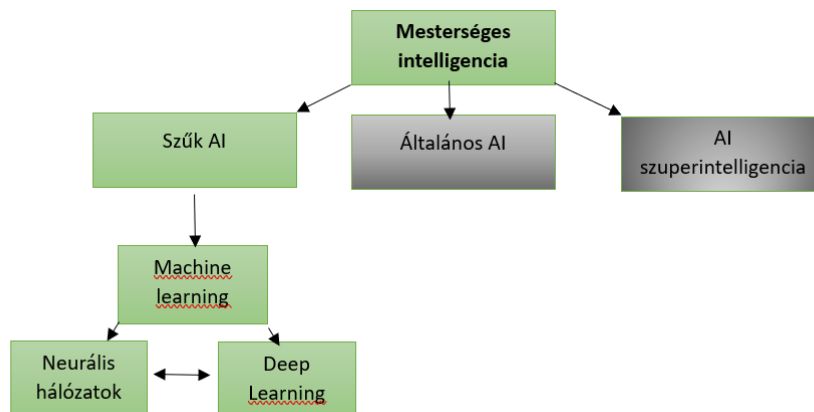 Mesterséges
intelligencia
Szűk AI
Általános AI
AI
szuperintelligencia
Machine
learning
Neurális
hálózatok
Deep
Learning